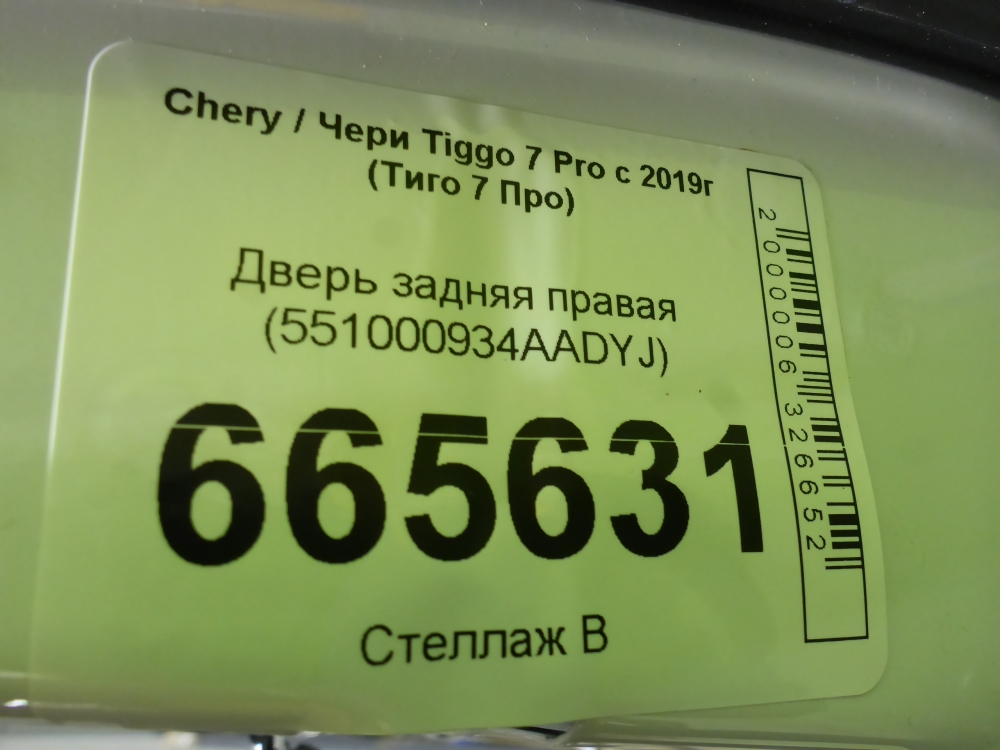 Chery / Чери Tiggo 7 Pro с 2019г
(Тиго 7 Про)
Дверь задняя правая
(551000934AADYJ)
665631
Стеллаж В
2000006326652